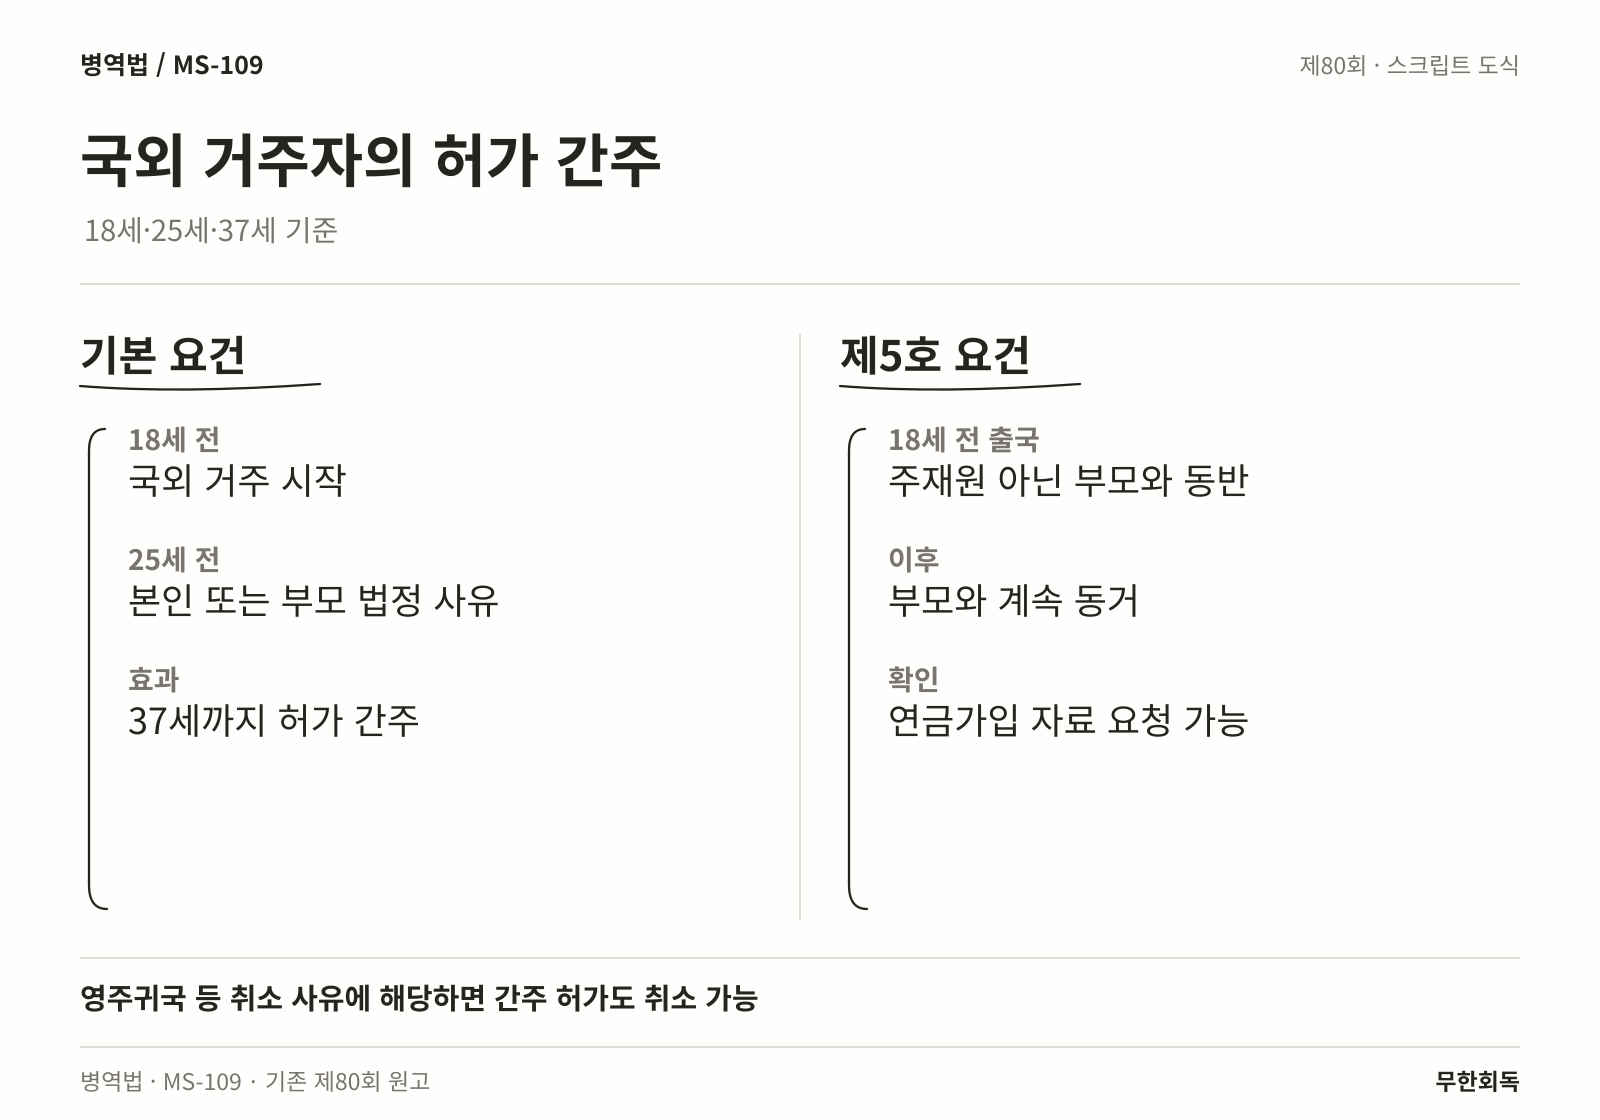 병역법 / MS-109
제80회 · 스크립트 도식
국외 거주자의 허가 간주
18세·25세·37세 기준
기본 요건
18세 전
국외 거주 시작
25세 전
본인 또는 부모 법정 사유
효과
37세까지 허가 간주
제5호 요건
18세 전 출국
주재원 아닌 부모와 동반
이후
부모와 계속 동거
확인
연금가입 자료 요청 가능
영주귀국 등 취소 사유에 해당하면 간주 허가도 취소 가능
병역법 · MS-109 · 기존 제80회 원고
무한회독